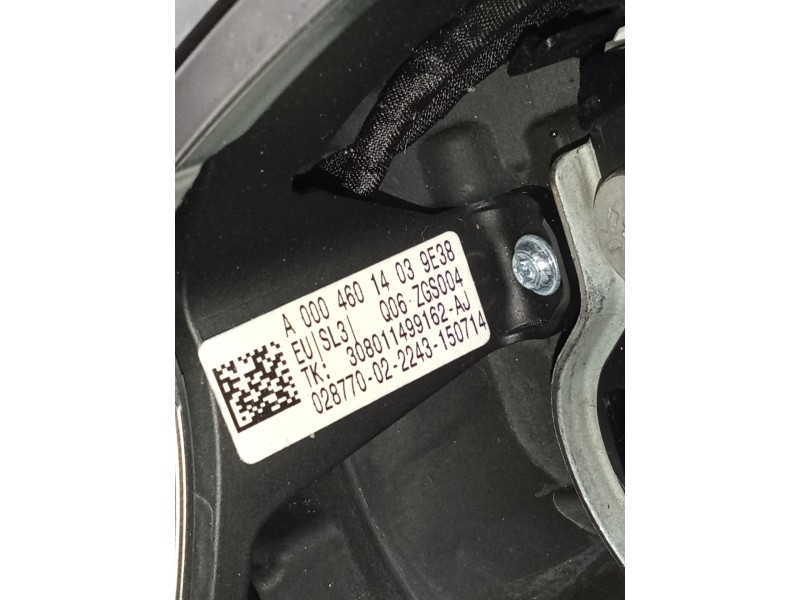 A 000 460 14 03 9E38
EU|SL3| Q06 ZGS004
TK: 308011499162-AJ
028770-02-2243-150714